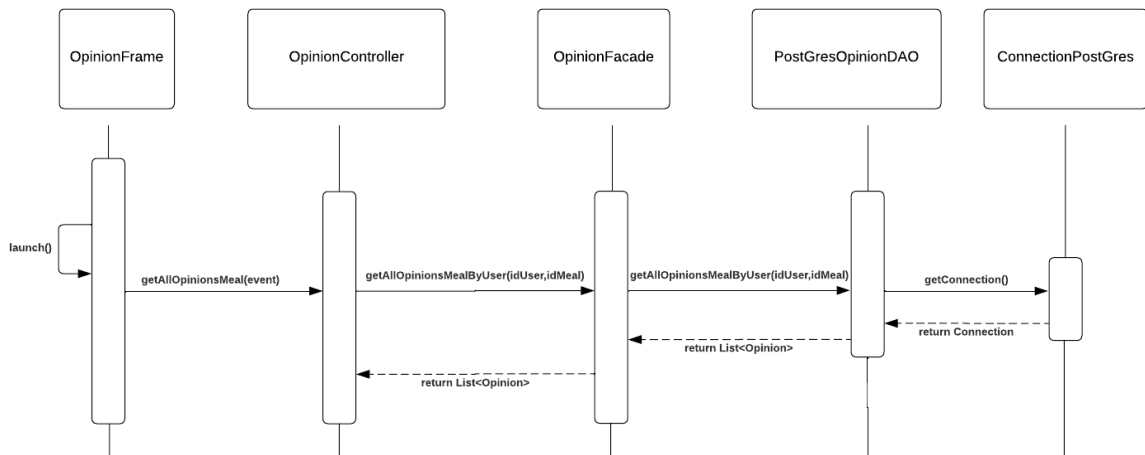 OpinionFrame
OpinionController
OpinionFacade
PostGresOpinionDAO
ConnectionPostGres
launch()
getAllOpinionsMeal(event)
getAllOpinionsMealByUser(idUser,idMeal)
getAllOpinionsMealByUser(idUser,idMeal)
getConnection()
return Connection
return List<Opinion>
return List<Opinion>